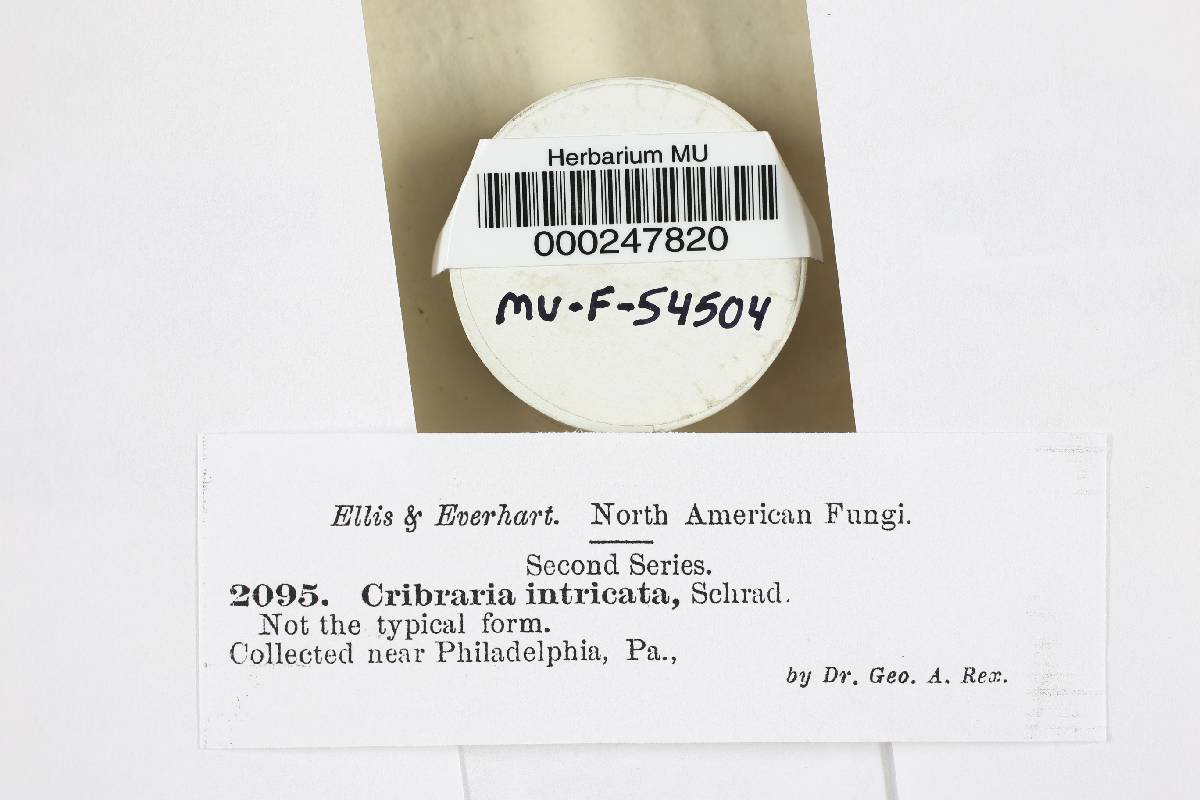 Herbarium MU
000247820
MU-F-54504
Ellis & Everhart. North American Fungi.
Second Series.
2095. Cribraria intricata, Schrad.
Not the typical form.
Collected near Philadelphia, Pa.,
by Dr. Geo. A. Rex.